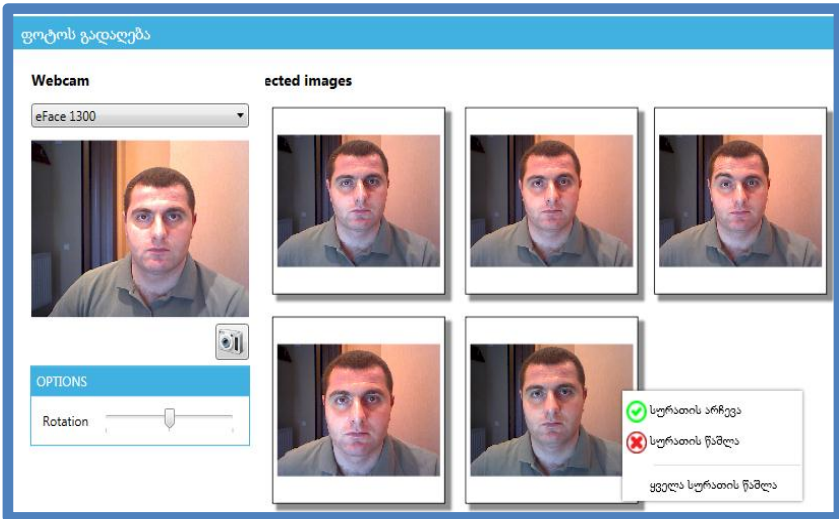 ფოტოს გადაღება
Webcam
ected images
eFace 1300
OPTIONS
Rotation
სურათის არჩევა
სურათის წაშლა
ყველა სურათის წაშლა